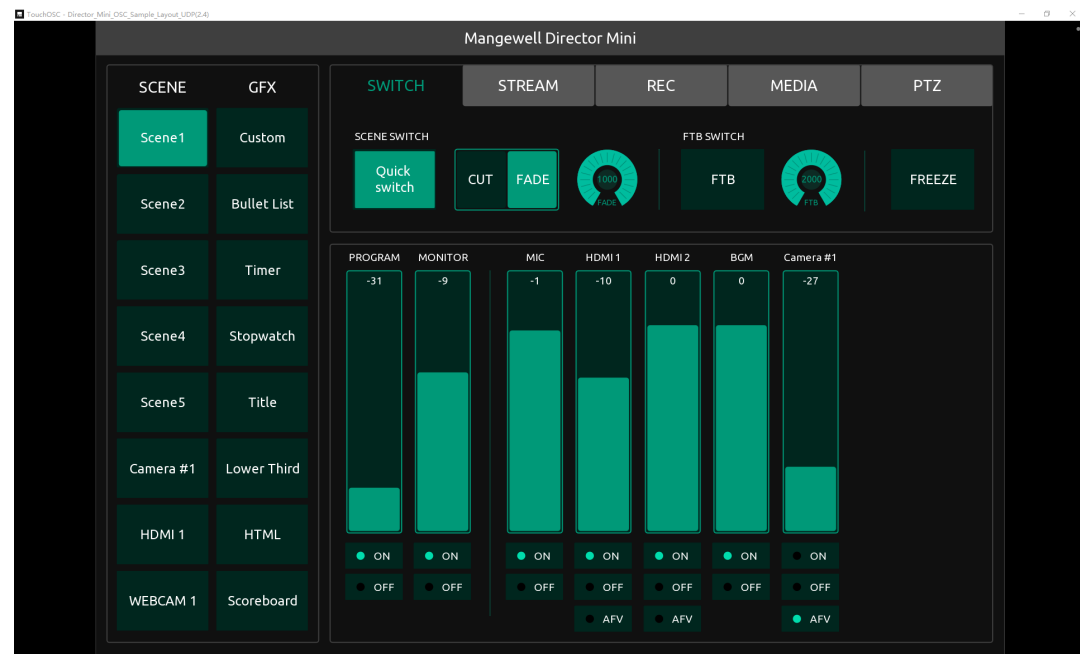 TouchOSC - Director_Mini_OSC_Sample_Layout_UDP(2.4)
Mangewell Director Mini
SCENE GFX
Scene1 Custom
Scene2 Bullet List
Scene3 Timer
Scene4 Stopwatch
Scene5 Title
Camera #1 Lower Third
HDMI 1 HTML
WEBCAM 1 Scoreboard
SWITCH STREAM REC MEDIA PTZ
SCENE SWITCH FTB SWITCH
Quick
switch
CUT FADE 1000 FADE FTB 2000 FTB FREEZE
PROGRAM MONITOR MIC HDMI 1 HDMI 2 BGM Camera #1
-31 -9 -1 -10 0 0 -27
ON ON ON ON ON ON ON
OFF OFF OFF OFF OFF OFF OFF
AFV AFV AFV